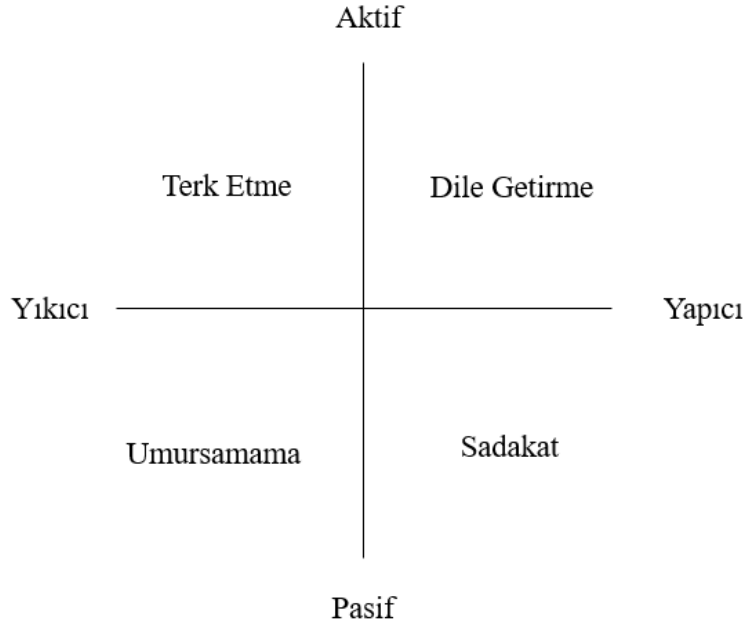 Aktif
Terk Etme
Dile Getirme
Yıkıcı
Yapıcı
Umursamama
Sadakat
Pasif